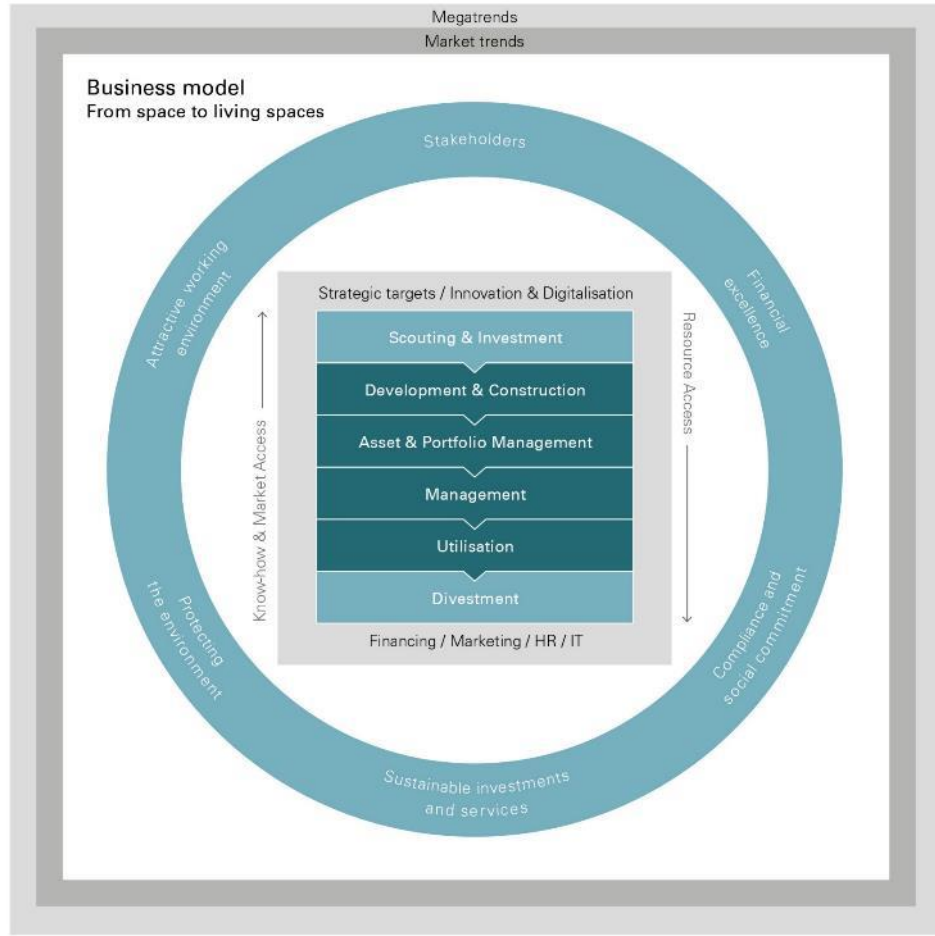 Megatrends
Market trends
Business model
From space to living spaces
Stakeholders
Attractive working
environment
Financial
excellence
Strategic targets / Innovation & Digitalisation
Scouting & Investment
Development & Construction
Asset & Portfolio Management
Management
Utilisation
Divestment
Financing / Marketing / HR / IT
Know-how & Market Access
Resource Access
Protecting
the environment
Compliance and
social commitment
Sustainable investments
and services